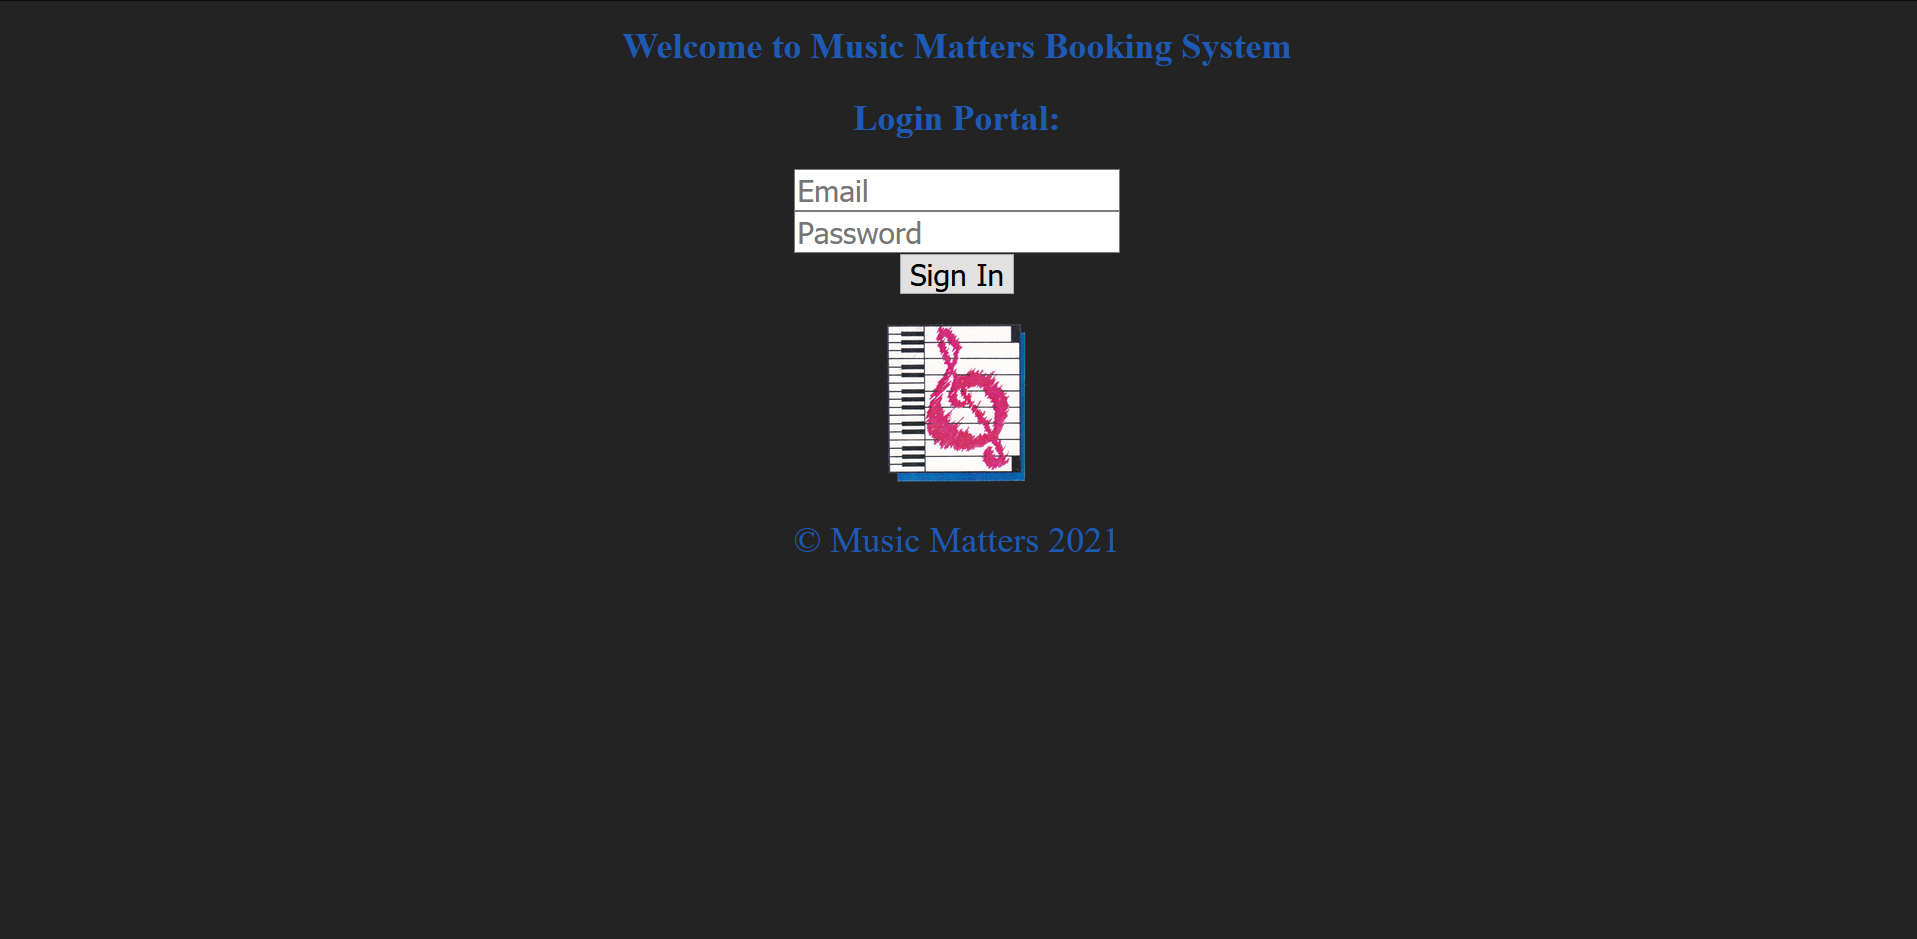 Welcome to Music Matters Booking System
Login Portal:
Email
Password
Sign In
© Music Matters 2021